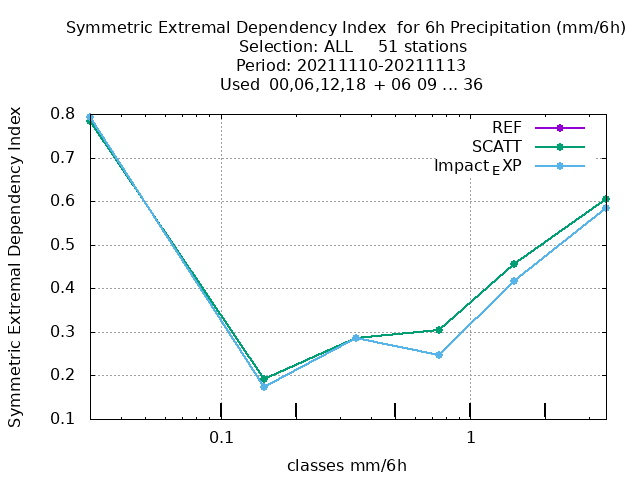 Symmetric Extremal Dependency Index  for 6h Precipitation (mm/6h)
Selection: ALL     51 stations
Period: 20211110-20211113
Used  00,06,12,18  + 06 09 ... 36
Symmetric Extremal Dependency Index
0.8
0.7
0.6
0.5
0.4
0.3
0.2
0.1
REF
SCATT
Impact_EXP
0.1 1
classes mm/6h